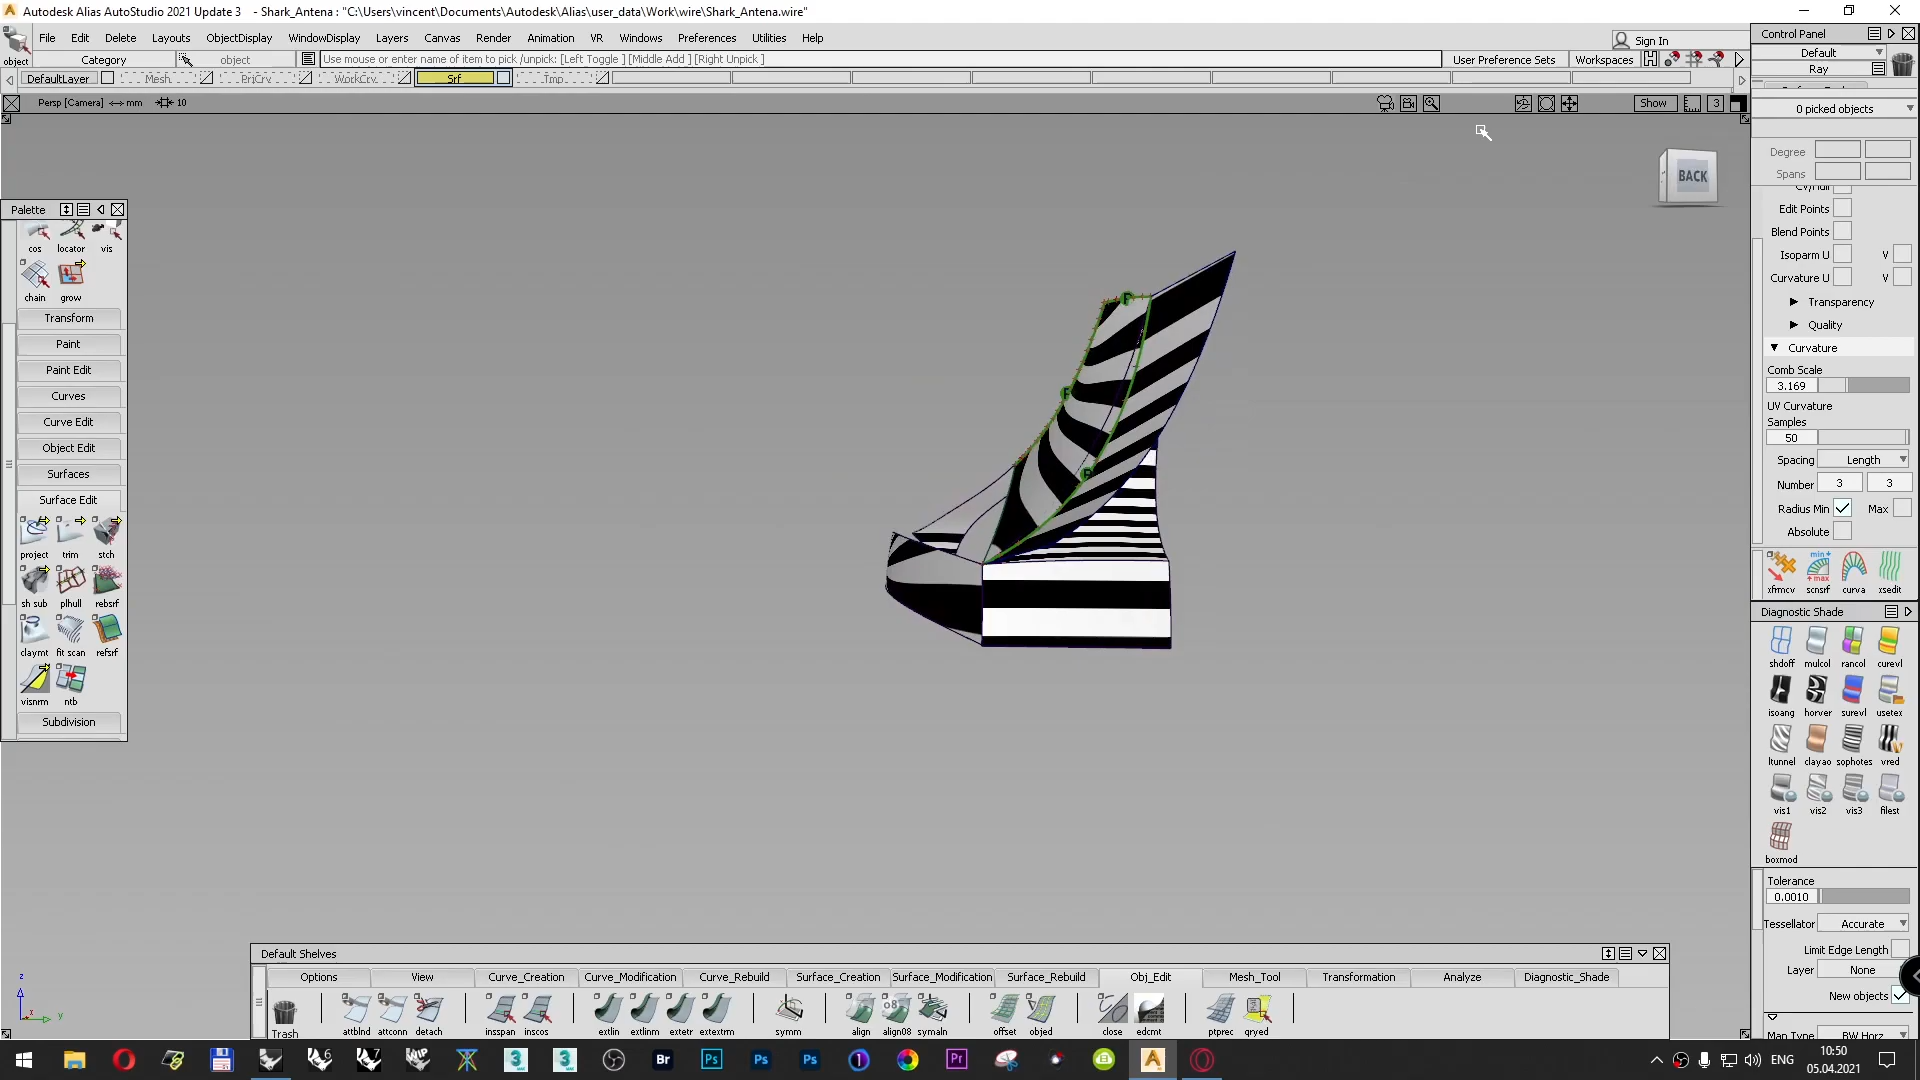 Autodesk Alias AutoStudio 2021 Update 3 - Shark_Antena : "C:\Users\vincent\Documents\Autodesk\Alias\user_data\Work\wire\Shark_Antena.wire"
File Edit Delete Layouts ObjectDisplay WindowDisplay Layers Canvas Render Animation VR Windows Preferences Utilities Help
Sign In
object Category object Use mouse or enter name of item to pick /unpick: [Left Toggle ] [Middle Add ] [Right Unpick ] User Preference Sets Workspaces
DefaultLayer Mesh PrjCrv WorkCrv Srf Tmp
Persp [Camera] mm 10 Show 3
BACK
Palette
cos locator vis
chain grow
Transform
Paint
Paint Edit
Curves
Curve Edit
Object Edit
Surfaces
Surface Edit
project trim stch
sh sub plhull rebsrf
claymt fit scan refsrf
visnrm ntb
Subdivision
P
P
P
Control Panel
Default
Ray
0 picked objects
Degree
Spans
CV/Hull
Edit Points
Blend Points
Isoparm U V
Curvature U V
Transparency
Quality
Curvature
Comb Scale
3.169
UV Curvature
Samples
50
Spacing Length
Number 3 3
Radius Min Max
Absolute
xfrmcv scnsrf curva xsedit
Diagnostic Shade
shdoff mulcol rancol curevl
isoang horver surevl usetex
ltunnel clayao sophotes vred
vis1 vis2 vis3 filest
boxmod
Tolerance
0.0010
Tessellator Accurate
Limit Edge Length
Layer None
New objects
Map Type BW Horz
Default Shelves
Options View Curve_Creation Curve_Modification Curve_Rebuild Surface_Creation Surface_Modification Surface_Rebuild Obj_Edit Mesh_Tool Transformation Analyze Diagnostic_Shade
Trash attblnd attconn detach insspan inscos extlin extlinm extetr extextrm symm align align08 symaln offset objed close edcmt ptprec qryed
z
x y
ENG
10:50
05.04.2021